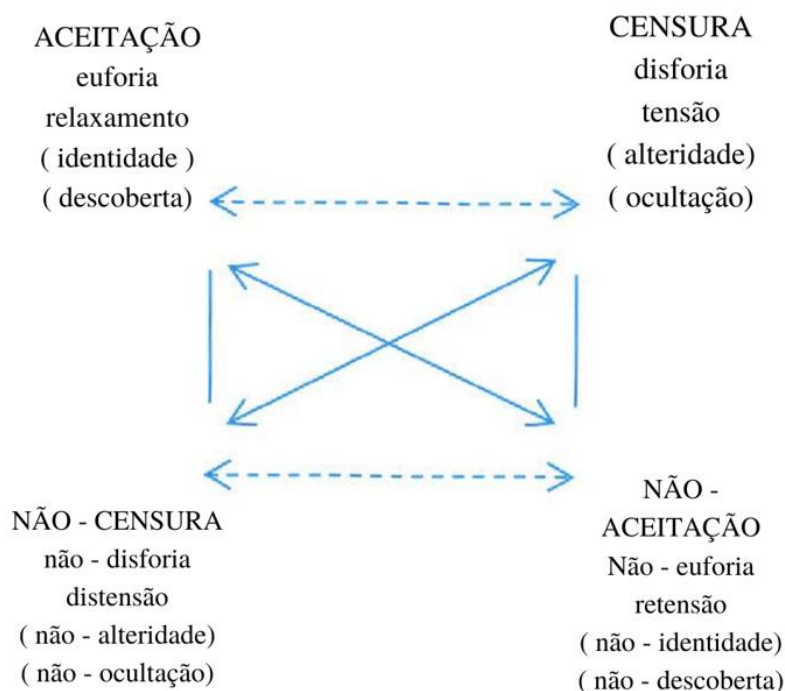 ACEITAÇÃO
euforia
relaxamento
( identidade )
( descoberta)
CENSURA
disforia
tensão
( alteridade)
( ocultação)
NÃO - CENSURA
não - disforia
distensão
( não - alteridade)
( não - ocultação)
NÃO -
ACEITAÇÃO
Não - euforia
retensão
( não - identidade)
( não - descoberta)